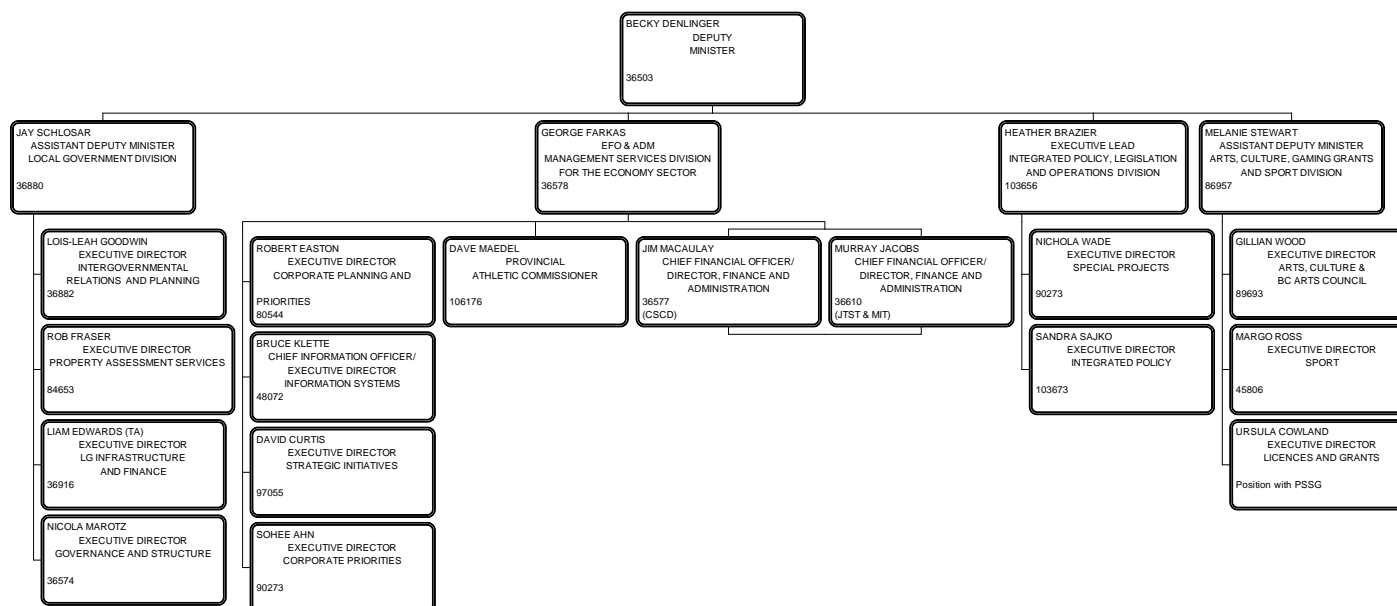 BECKY DENLINGER
DEPUTY
MINISTER
36503
JAY SCHLOSAR
ASSISTANT DEPUTY MINISTER
LOCAL GOVERNMENT DIVISION
36880
GEORGE FARKAS
EFO & ADM
MANAGEMENT SERVICES DIVISION
FOR THE ECONOMY SECTOR
36578
HEATHER BRAZIER
EXECUTIVE LEAD
INTEGRATED POLICY, LEGISLATION
AND OPERATIONS DIVISION
103656
MELANIE STEWART
ASSISTANT DEPUTY MINISTER
ARTS, CULTURE, GAMING GRANTS
AND SPORT DIVISION
86957
LOIS-LEAH GOODWIN
EXECUTIVE DIRECTOR
INTERGOVERNMENTAL
RELATIONS AND PLANNING
36882
ROB FRASER
EXECUTIVE DIRECTOR
PROPERTY ASSESSMENT SERVICES
84653
LIAM EDWARDS (TA)
EXECUTIVE DIRECTOR
LG INFRASTRUCTURE
AND FINANCE
36916
NICOLA MAROTZ
EXECUTIVE DIRECTOR
GOVERNANCE AND STRUCTURE
36574
ROBERT EASTON
EXECUTIVE DIRECTOR
CORPORATE PLANNING AND
PRIORITIES
80544
BRUCE KLETTE
CHIEF INFORMATION OFFICER/
EXECUTIVE DIRECTOR
INFORMATION SYSTEMS
48072
DAVID CURTIS
EXECUTIVE DIRECTOR
STRATEGIC INITIATIVES
97055
SOHEE AHN
EXECUTIVE DIRECTOR
CORPORATE PRIORITIES
90273
DAVE MAEDEL
PROVINCIAL
ATHLETIC COMMISSIONER
106176
JIM MACAULAY
CHIEF FINANCIAL OFFICER/
DIRECTOR, FINANCE AND
ADMINISTRATION
36577
(CSCD)
MURRAY JACOBS
CHIEF FINANCIAL OFFICER/
DIRECTOR, FINANCE AND
ADMINISTRATION
36610
(JTST & MIT)
NICHOLA WADE
EXECUTIVE DIRECTOR
SPECIAL PROJECTS
90273
SANDRA SAJKO
EXECUTIVE DIRECTOR
INTEGRATED POLICY
103673
GILLIAN WOOD
EXECUTIVE DIRECTOR
ARTS, CULTURE &
BC ARTS COUNCIL
89693
MARGO ROSS
EXECUTIVE DIRECTOR
SPORT
45806
URSULA COWLAND
EXECUTIVE DIRECTOR
LICENCES AND GRANTS
Position with PSSG